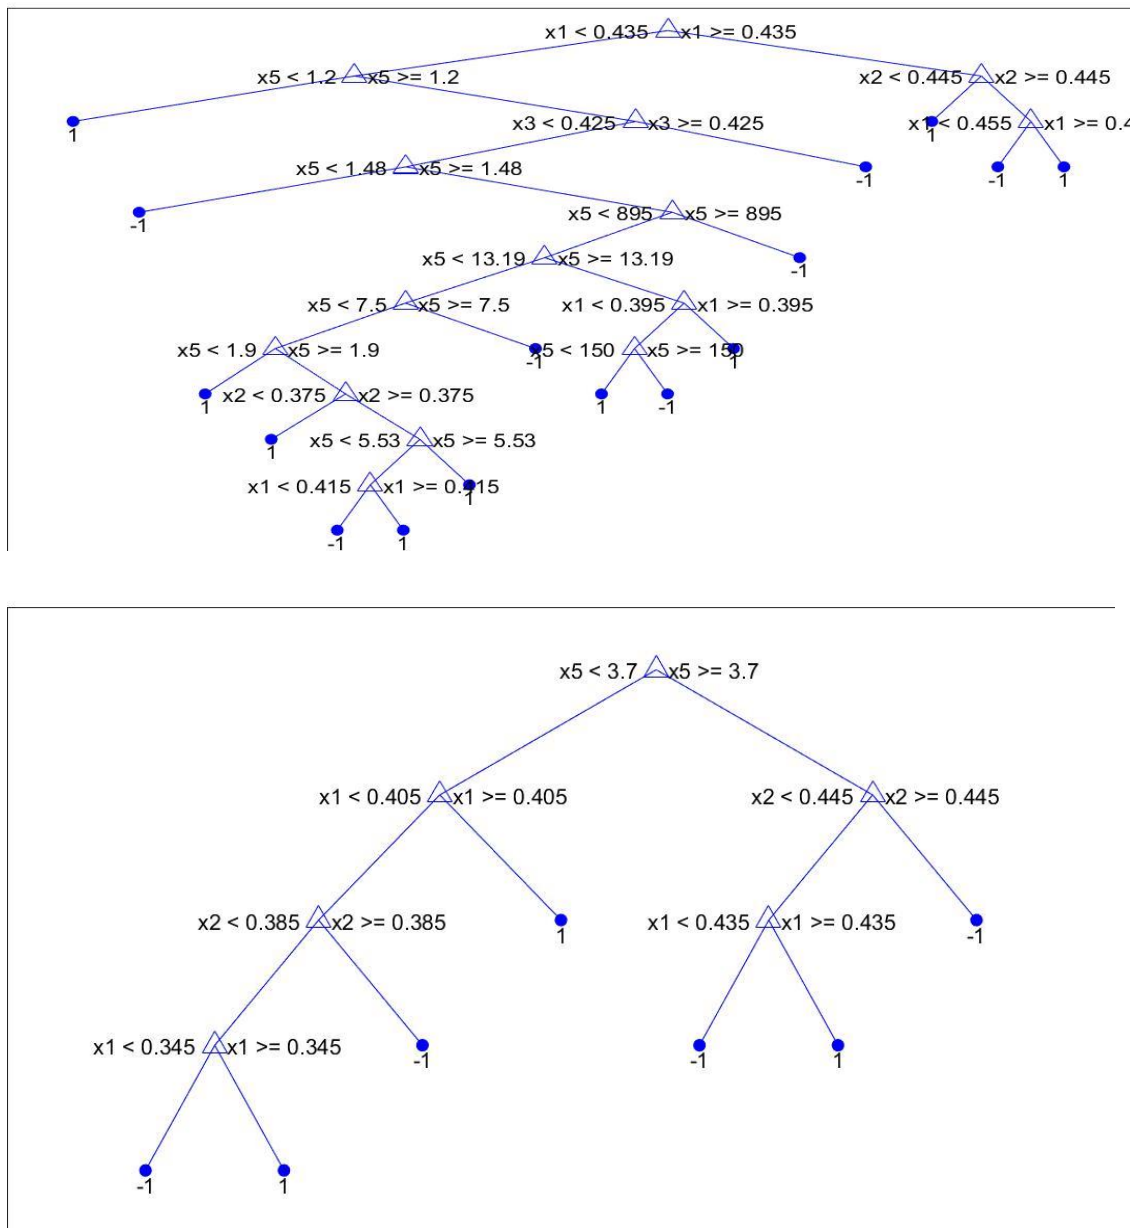 x1 < 0.435 x1 >= 0.435
x5 < 1.2 x5 >= 1.2 x2 < 0.445 x2 >= 0.445
1 x3 < 0.425 x3 >= 0.425 1 x1 < 0.455 x1 >= 0.4
x5 < 1.48 x5 >= 1.48 -1 -1 1
-1 x5 < 895 x5 >= 895
x5 < 13.19 x5 >= 13.19 -1
x5 < 7.5 x5 >= 7.5 x1 < 0.395 x1 >= 0.395
x5 < 1.9 x5 >= 1.9 -1 x5 < 150 x5 >= 150 1
1 x2 < 0.375 x2 >= 0.375 1 -1
1 x5 < 5.53 x5 >= 5.53
x1 < 0.415 x1 >= 0.415 1
-1 1
x5 < 3.7 x5 >= 3.7
x1 < 0.405 x1 >= 0.405 x2 < 0.445 x2 >= 0.445
x2 < 0.385 x2 >= 0.385 1 x1 < 0.435 x1 >= 0.435 -1
x1 < 0.345 x1 >= 0.345 -1 -1 1
-1 1